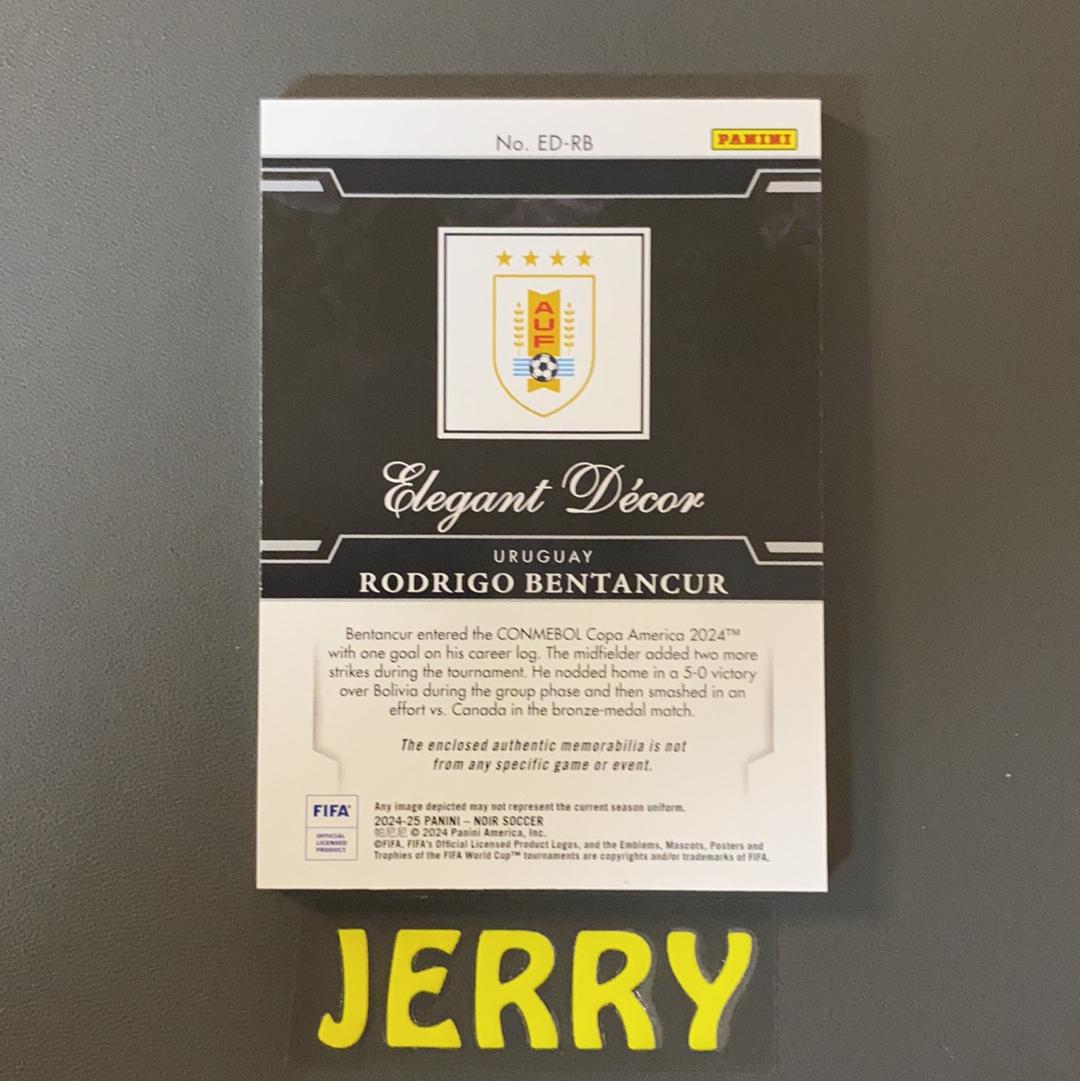 No. ED-RB
PANINI
AUF
Elegant Décor
URUGUAY
RODRIGO BENTANCUR
Bentancur entered the CONMEBOL Copa America 2024™
with one goal on his career log. The midfielder added two more
strikes during the tournament. He nodded home in a 5-0 victory
over Bolivia during the group phase and then smashed in an
effort vs. Canada in the bronze-medal match.
The enclosed authentic memorabilia is not
from any specific game or event.
FIFA®
OFFICIAL
LICENSED
PRODUCT
Any image depicted may not represent the current season uniform.
2024-25 PANINI – NOIR SOCCER
帕尼尼 © 2024 Panini America, Inc.
©FIFA, FIFA's Official Licensed Product Logos, and the Emblems, Mascots, Posters and
Trophies of the FIFA World Cup™ tournaments are copyrights and/or trademarks of FIFA.
JERRY